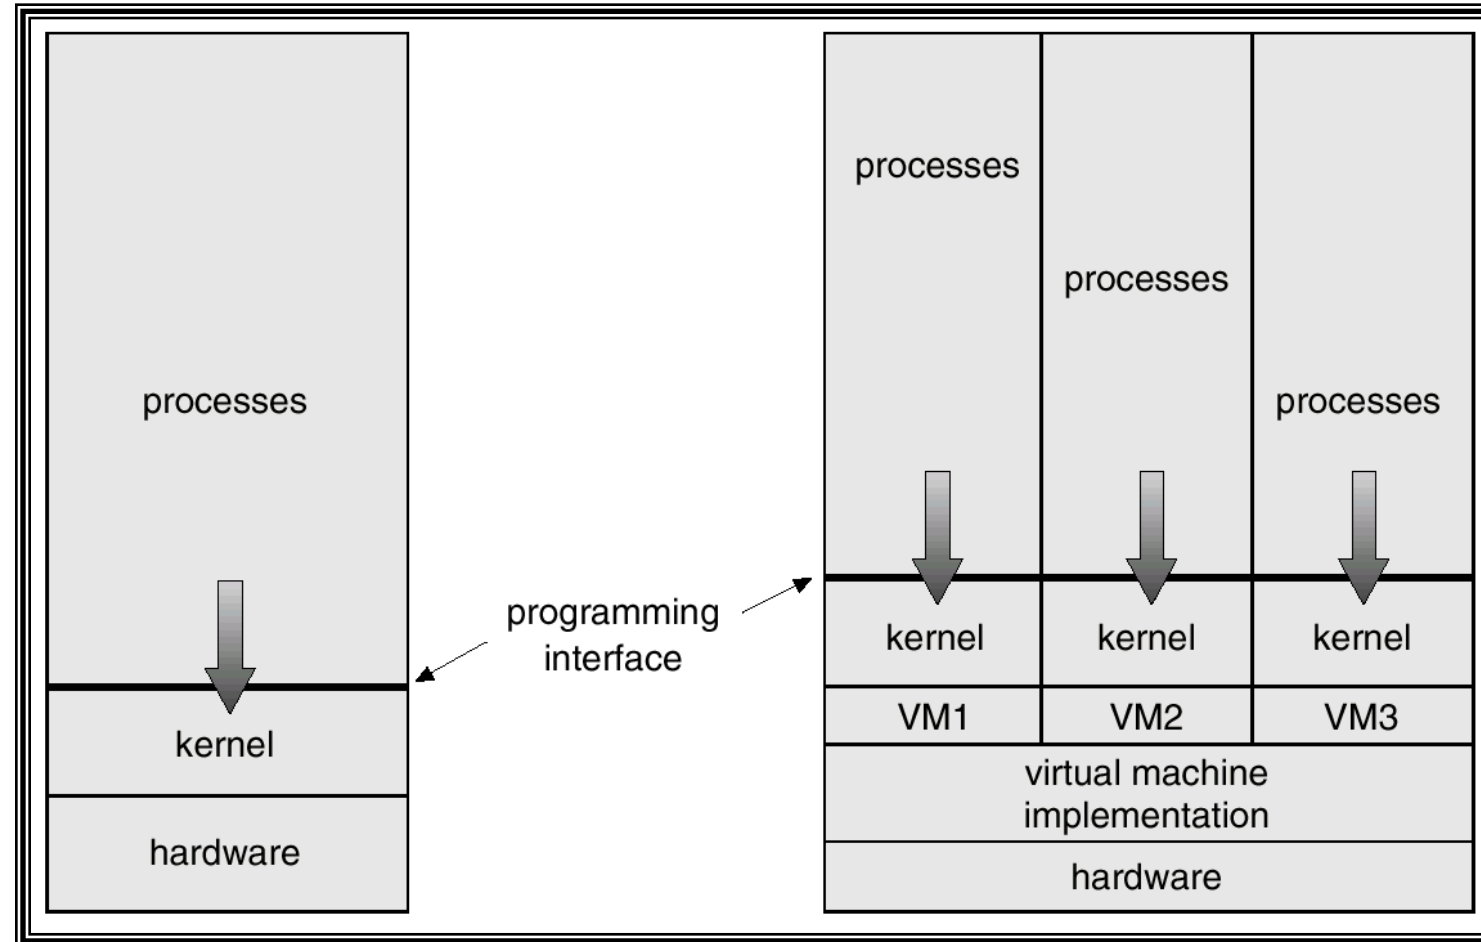 processes
kernel
hardware
programming
interface
processes
processes
processes
kernel kernel kernel
VM1 VM2 VM3
virtual machine
implementation
hardware